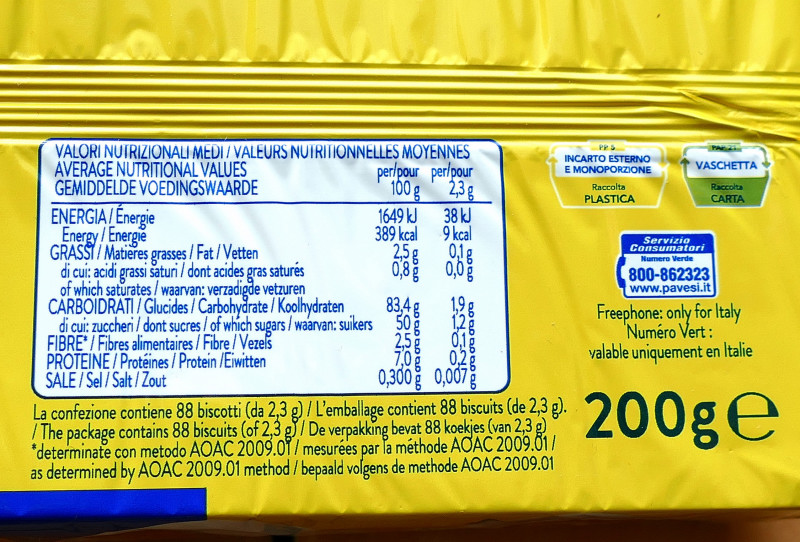 VALORI NUTRIZIONALI MEDI / VALEURS NUTRITIONNELLES MOYENNES
AVERAGE NUTRITIONAL VALUES per/pour per/pour
GEMIDDELDE VOEDINGSWAARDE 100 g 2,3 g
ENERGIA / Énergie 1649 kJ 38 kJ
Energy / Energie 389 kcal 9 kcal
GRASSI / Matières grasses / Fat / Vetten 2,5 g 0,1 g
di cui: acidi grassi saturi / dont acides gras saturés 0,8 g 0,0 g
of which saturates / waarvan: verzadigde vetzuren
CARBOIDRATI / Glucides / Carbohydrate / Koolhydraten 83,4 g 1,9 g
di cui: zuccheri / dont sucres / of which sugars / waarvan: suikers 50 g 1,2 g
FIBRE* / Fibres alimentaires / Fibre / Vezels 2,5 g 0,1 g
PROTEINE / Protéines / Protein /Eiwitten 7,0 g 0,2 g
SALE / Sel / Salt / Zout 0,300 g 0,007 g
La confezione contiene 88 biscotti (da 2,3 g) / L'emballage contient 88 biscuits (de 2,3 g).
/ The package contains 88 biscuits (of 2,3 g) / De verpakking bevat 88 koekjes (van 2,3 g)
*determinate con metodo AOAC 2009.01 / mesurées par la méthode AOAC 2009.01 /
as determined by AOAC 2009.01 method / bepaald volgens de methode AOAC 2009.01
PP 5
INCARTO ESTERNO
E MONOPORZIONE
Raccolta
PLASTICA
PAP 21
VASCHETTA
Raccolta
CARTA
Servizio
Consumatori
Numero Verde
800-862323
www.pavesi.it
Freephone: only for Italy
Numéro Vert :
valable uniquement en Italie
200g e